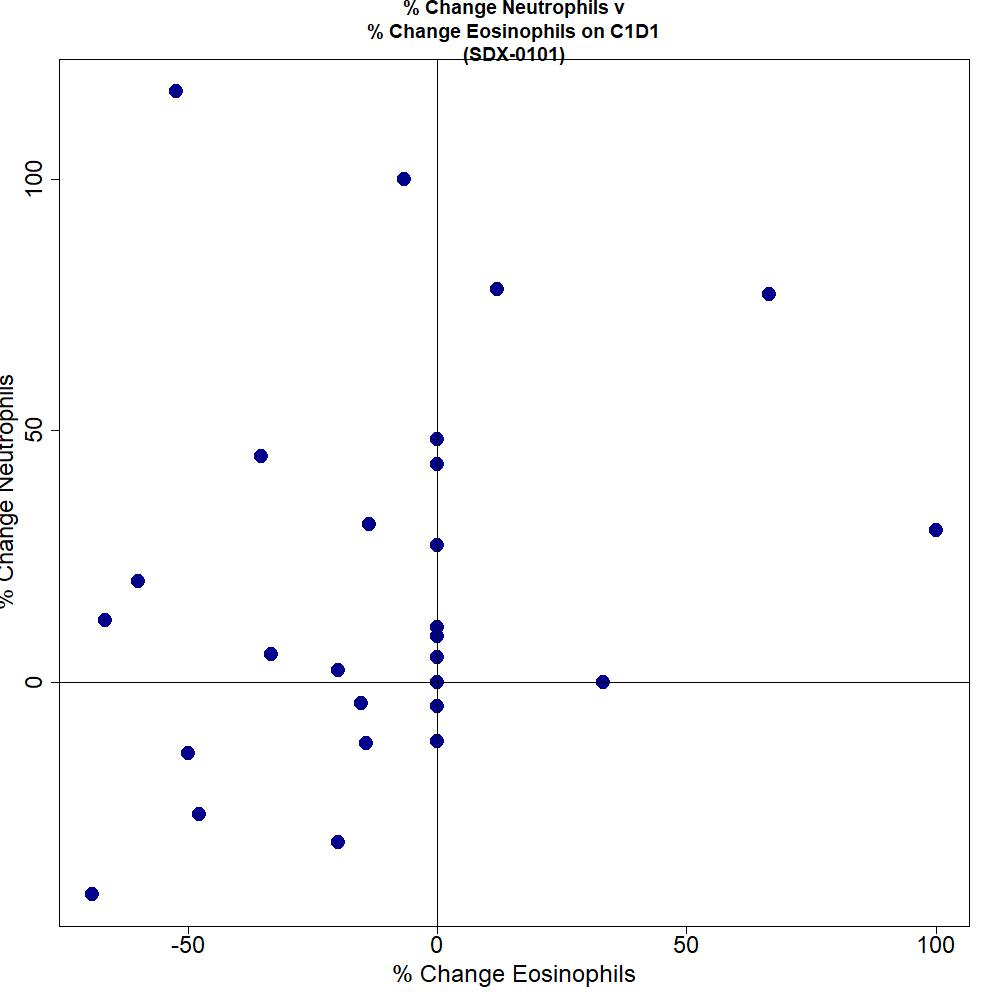 % Change Neutrophils v
% Change Eosinophils on C1D1
(SDX-0101)
% Change Neutrophils
100
50
0
-50
0
50
100
% Change Eosinophils